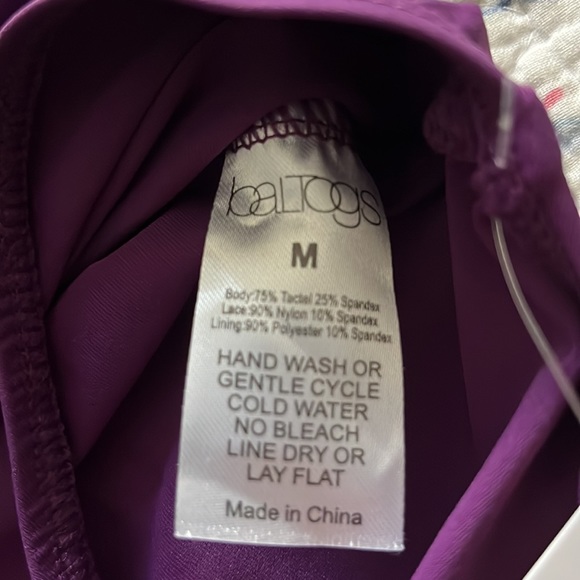 balTogs
M
Body:75% Tactel 25% Spandex
Lace:90% Nylon 10% Spandex
Lining:90% Polyester 10% Spandex
HAND WASH OR
GENTLE CYCLE
COLD WATER
NO BLEACH
LINE DRY OR
LAY FLAT
Made in China